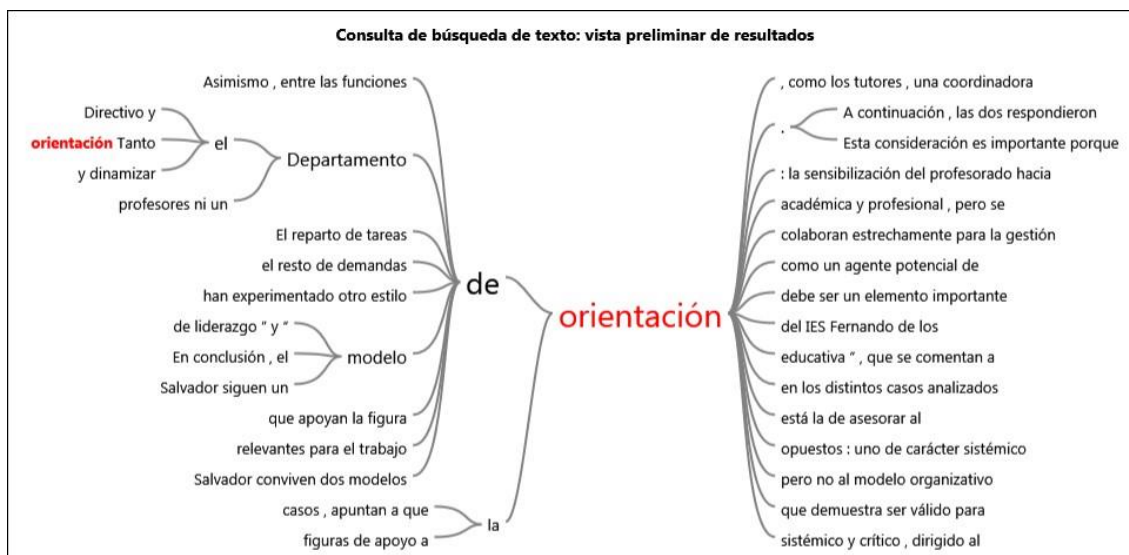 Consulta de búsqueda de texto: vista preliminar de resultados
Asimismo , entre las funciones
Directivo y
orientación Tanto
y dinamizar
el
profesores ni un
Departamento
El reparto de tareas
el resto de demandas
han experimentado otro estilo
de liderazgo " y "
En conclusión , el
Salvador siguen un
modelo
que apoyan la figura
relevantes para el trabajo
Salvador conviven dos modelos
de
casos , apuntan a que
figuras de apoyo a
la
orientación
, como los tutores , una coordinadora
.
A continuación , las dos respondieron
Esta consideración es importante porque
: la sensibilización del profesorado hacia
académica y profesional , pero se
colaboran estrechamente para la gestión
como un agente potencial de
debe ser un elemento importante
del IES Fernando de los
educativa " , que se comentan a
en los distintos casos analizados
está la de asesorar al
opuestos : uno de carácter sistémico
pero no al modelo organizativo
que demuestra ser válido para
sistémico y crítico , dirigido al